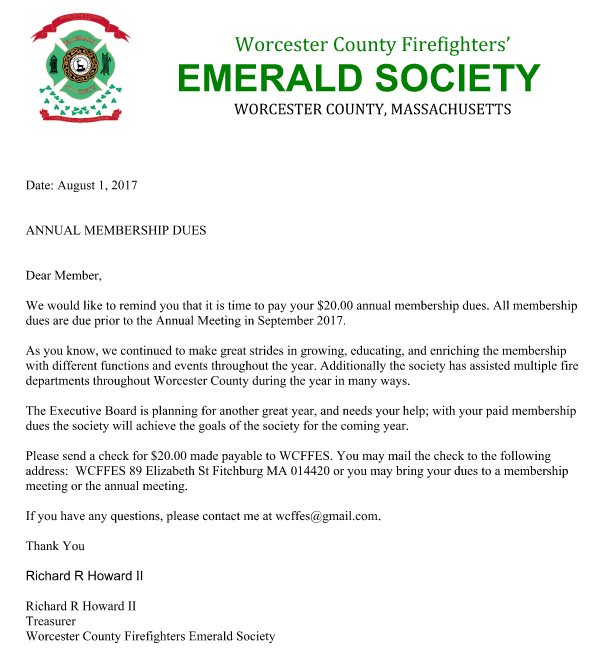 Worcester County Firefighters'
EMERALD SOCIETY
WORCESTER COUNTY, MASSACHUSETTS
Date: August 1, 2017
ANNUAL MEMBERSHIP DUES
Dear Member,
We would like to remind you that it is time to pay your $20.00 annual membership dues. All membership
dues are due prior to the Annual Meeting in September 2017.
As you know, we continued to make great strides in growing, educating, and enriching the membership
with different functions and events throughout the year. Additionally the society has assisted multiple fire
departments throughout Worcester County during the year in many ways.
The Executive Board is planning for another great year, and needs your help; with your paid membership
dues the society will achieve the goals of the society for the coming year.
Please send a check for $20.00 made payable to WCFFES. You may mail the check to the following
address:  WCFFES 89 Elizabeth St Fitchburg MA 014420 or you may bring your dues to a membership
meeting or the annual meeting.
If you have any questions, please contact me at wcffes@gmail.com.
Thank You
Richard R Howard II
Richard R Howard II
Treasurer
Worcester County Firefighters Emerald Society